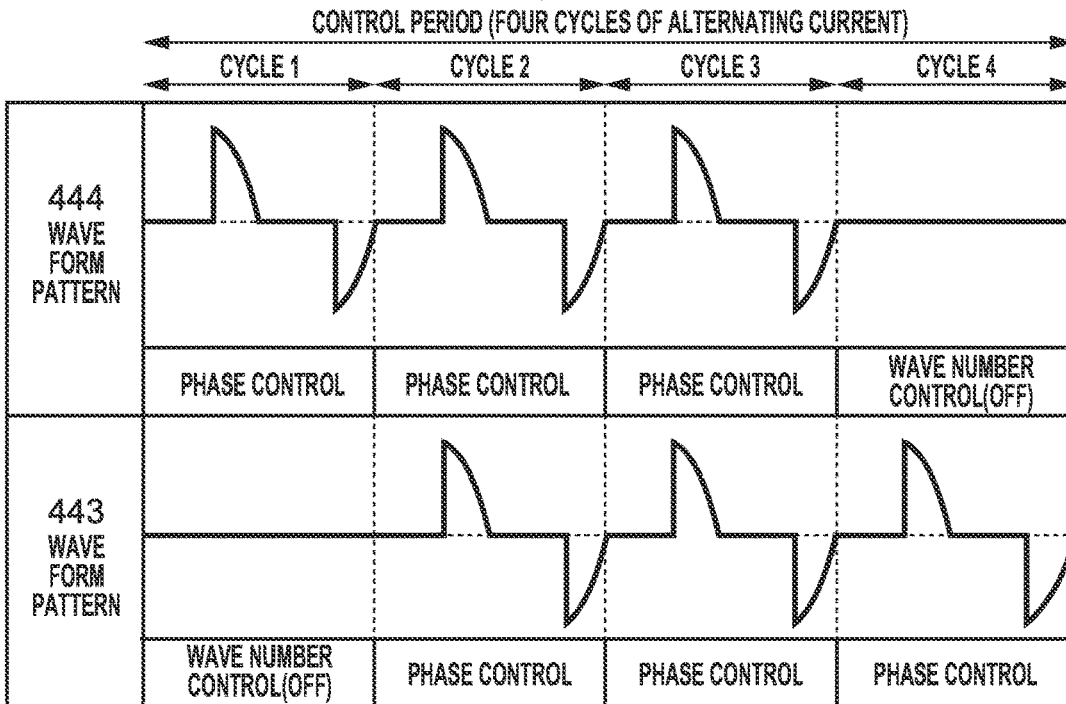 CONTROL PERIOD (FOUR CYCLES OF ALTERNATING CURRENT)
CYCLE 1 CYCLE 2 CYCLE 3 CYCLE 4
444
WAVE
FORM
PATTERN
PHASE CONTROL PHASE CONTROL PHASE CONTROL WAVE NUMBER
CONTROL(OFF)
443
WAVE
FORM
PATTERN
WAVE NUMBER
CONTROL(OFF) PHASE CONTROL PHASE CONTROL PHASE CONTROL